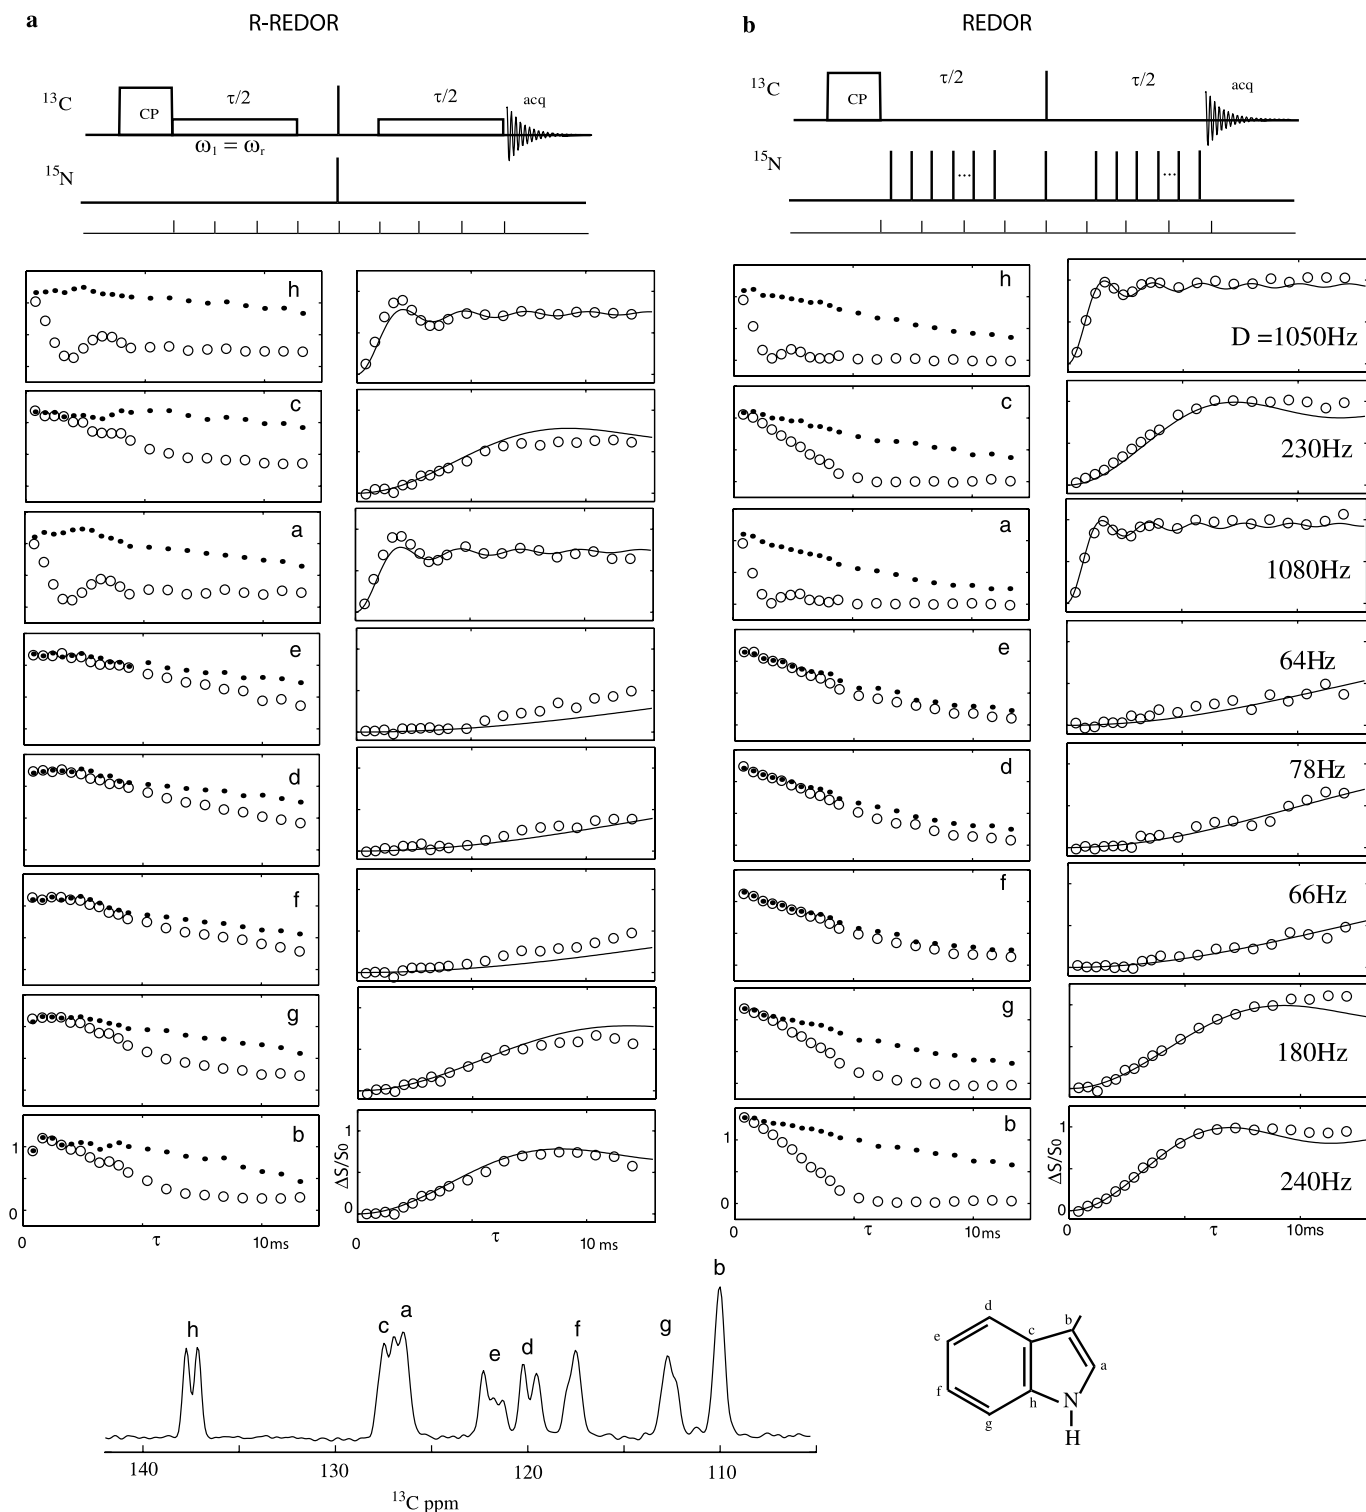 a
R-REDOR
13C
CP
τ/2
τ/2
acq
ω1 = ωr
15N
b
REDOR
13C
CP
τ/2
τ/2
acq
15N
...
...
h
h
D =1050Hz
c
c
230Hz
a
a
1080Hz
e
e
64Hz
d
d
78Hz
f
f
66Hz
g
g
180Hz
b
1
0
ΔS/S0
1
0
b
1
0
ΔS/S0
1
0
240Hz
0
τ
10ms
0
τ
10ms
0
τ
10ms
0
τ
10ms
h
c
a
e
d
f
g
b
140
130
120
110
13C ppm
d
b
e
c
a
f
h
N
g
H